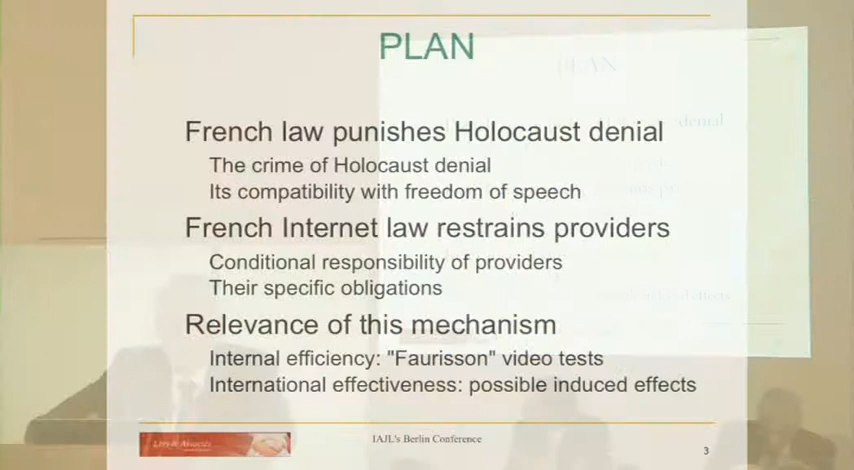 PLAN
French law punishes Holocaust denial
The crime of Holocaust denial
Its compatibility with freedom of speech
French Internet law restrains providers
Conditional responsibility of providers
Their specific obligations
Relevance of this mechanism
Internal efficiency: "Faurisson" video tests
International effectiveness: possible induced effects
IAJL's Berlin Conference
3